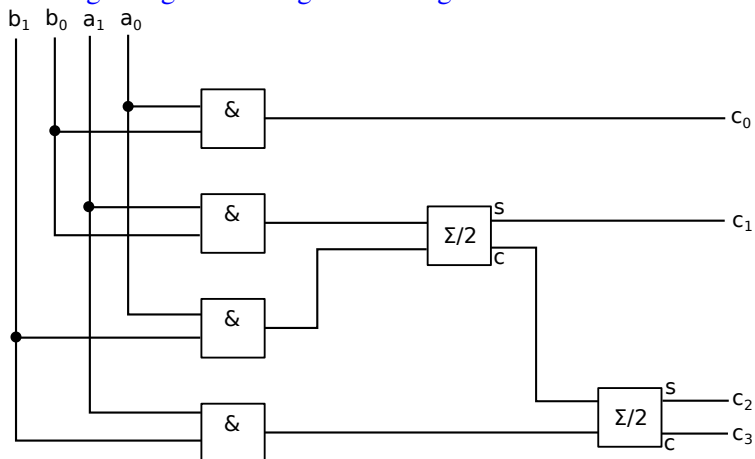 b₁ b₀ a₁ a₀
& c₀
& s c₁
Σ/2
c
&
s
& Σ/2 c₂
c c₃